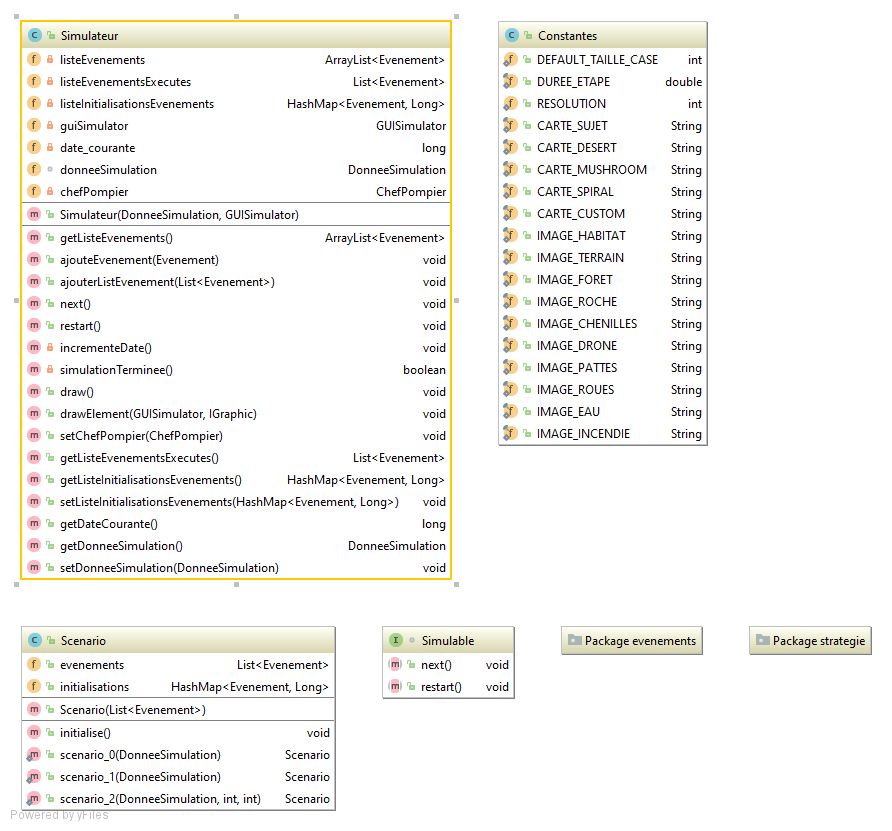 Simulateur
listeEvenements ArrayList<Evenement>
listeEvenementsExecutes List<Evenement>
listeInitialisationsEvenements HashMap<Evenement, Long>
guiSimulator GUISimulator
date_courante long
donneeSimulation DonneeSimulation
chefPompier ChefPompier
Simulateur(DonneeSimulation, GUISimulator)
getListeEvenements() ArrayList<Evenement>
ajouteEvenement(Evenement) void
ajouterListEvenement(List<Evenement>) void
next() void
restart() void
incrementeDate() void
simulationTerminee() boolean
draw() void
drawElement(GUISimulator, IGraphic) void
setChefPompier(ChefPompier) void
getListeEvenementsExecutes() List<Evenement>
getListeInitialisationsEvenements() HashMap<Evenement, Long>
setListeInitialisationsEvenements(HashMap<Evenement, Long>) void
getDateCourante() long
getDonneeSimulation() DonneeSimulation
setDonneeSimulation(DonneeSimulation) void
Constantes
DEFAULT_TAILLE_CASE int
DUREE_ETAPE double
RESOLUTION int
CARTE_SUJET String
CARTE_DESERT String
CARTE_MUSHROOM String
CARTE_SPIRAL String
CARTE_CUSTOM String
IMAGE_HABITAT String
IMAGE_TERRAIN String
IMAGE_FORET String
IMAGE_ROCHE String
IMAGE_CHENILLES String
IMAGE_DRONE String
IMAGE_PATTES String
IMAGE_ROUES String
IMAGE_EAU String
IMAGE_INCENDIE String
Scenario
evenements List<Evenement>
initialisations HashMap<Evenement, Long>
Scenario(List<Evenement>)
initialise() void
scenario_0(DonneeSimulation) Scenario
scenario_1(DonneeSimulation) Scenario
scenario_2(DonneeSimulation, int, int) Scenario
Simulable
next() void
restart() void
Package evenements
Package strategie
Powered by yFiles